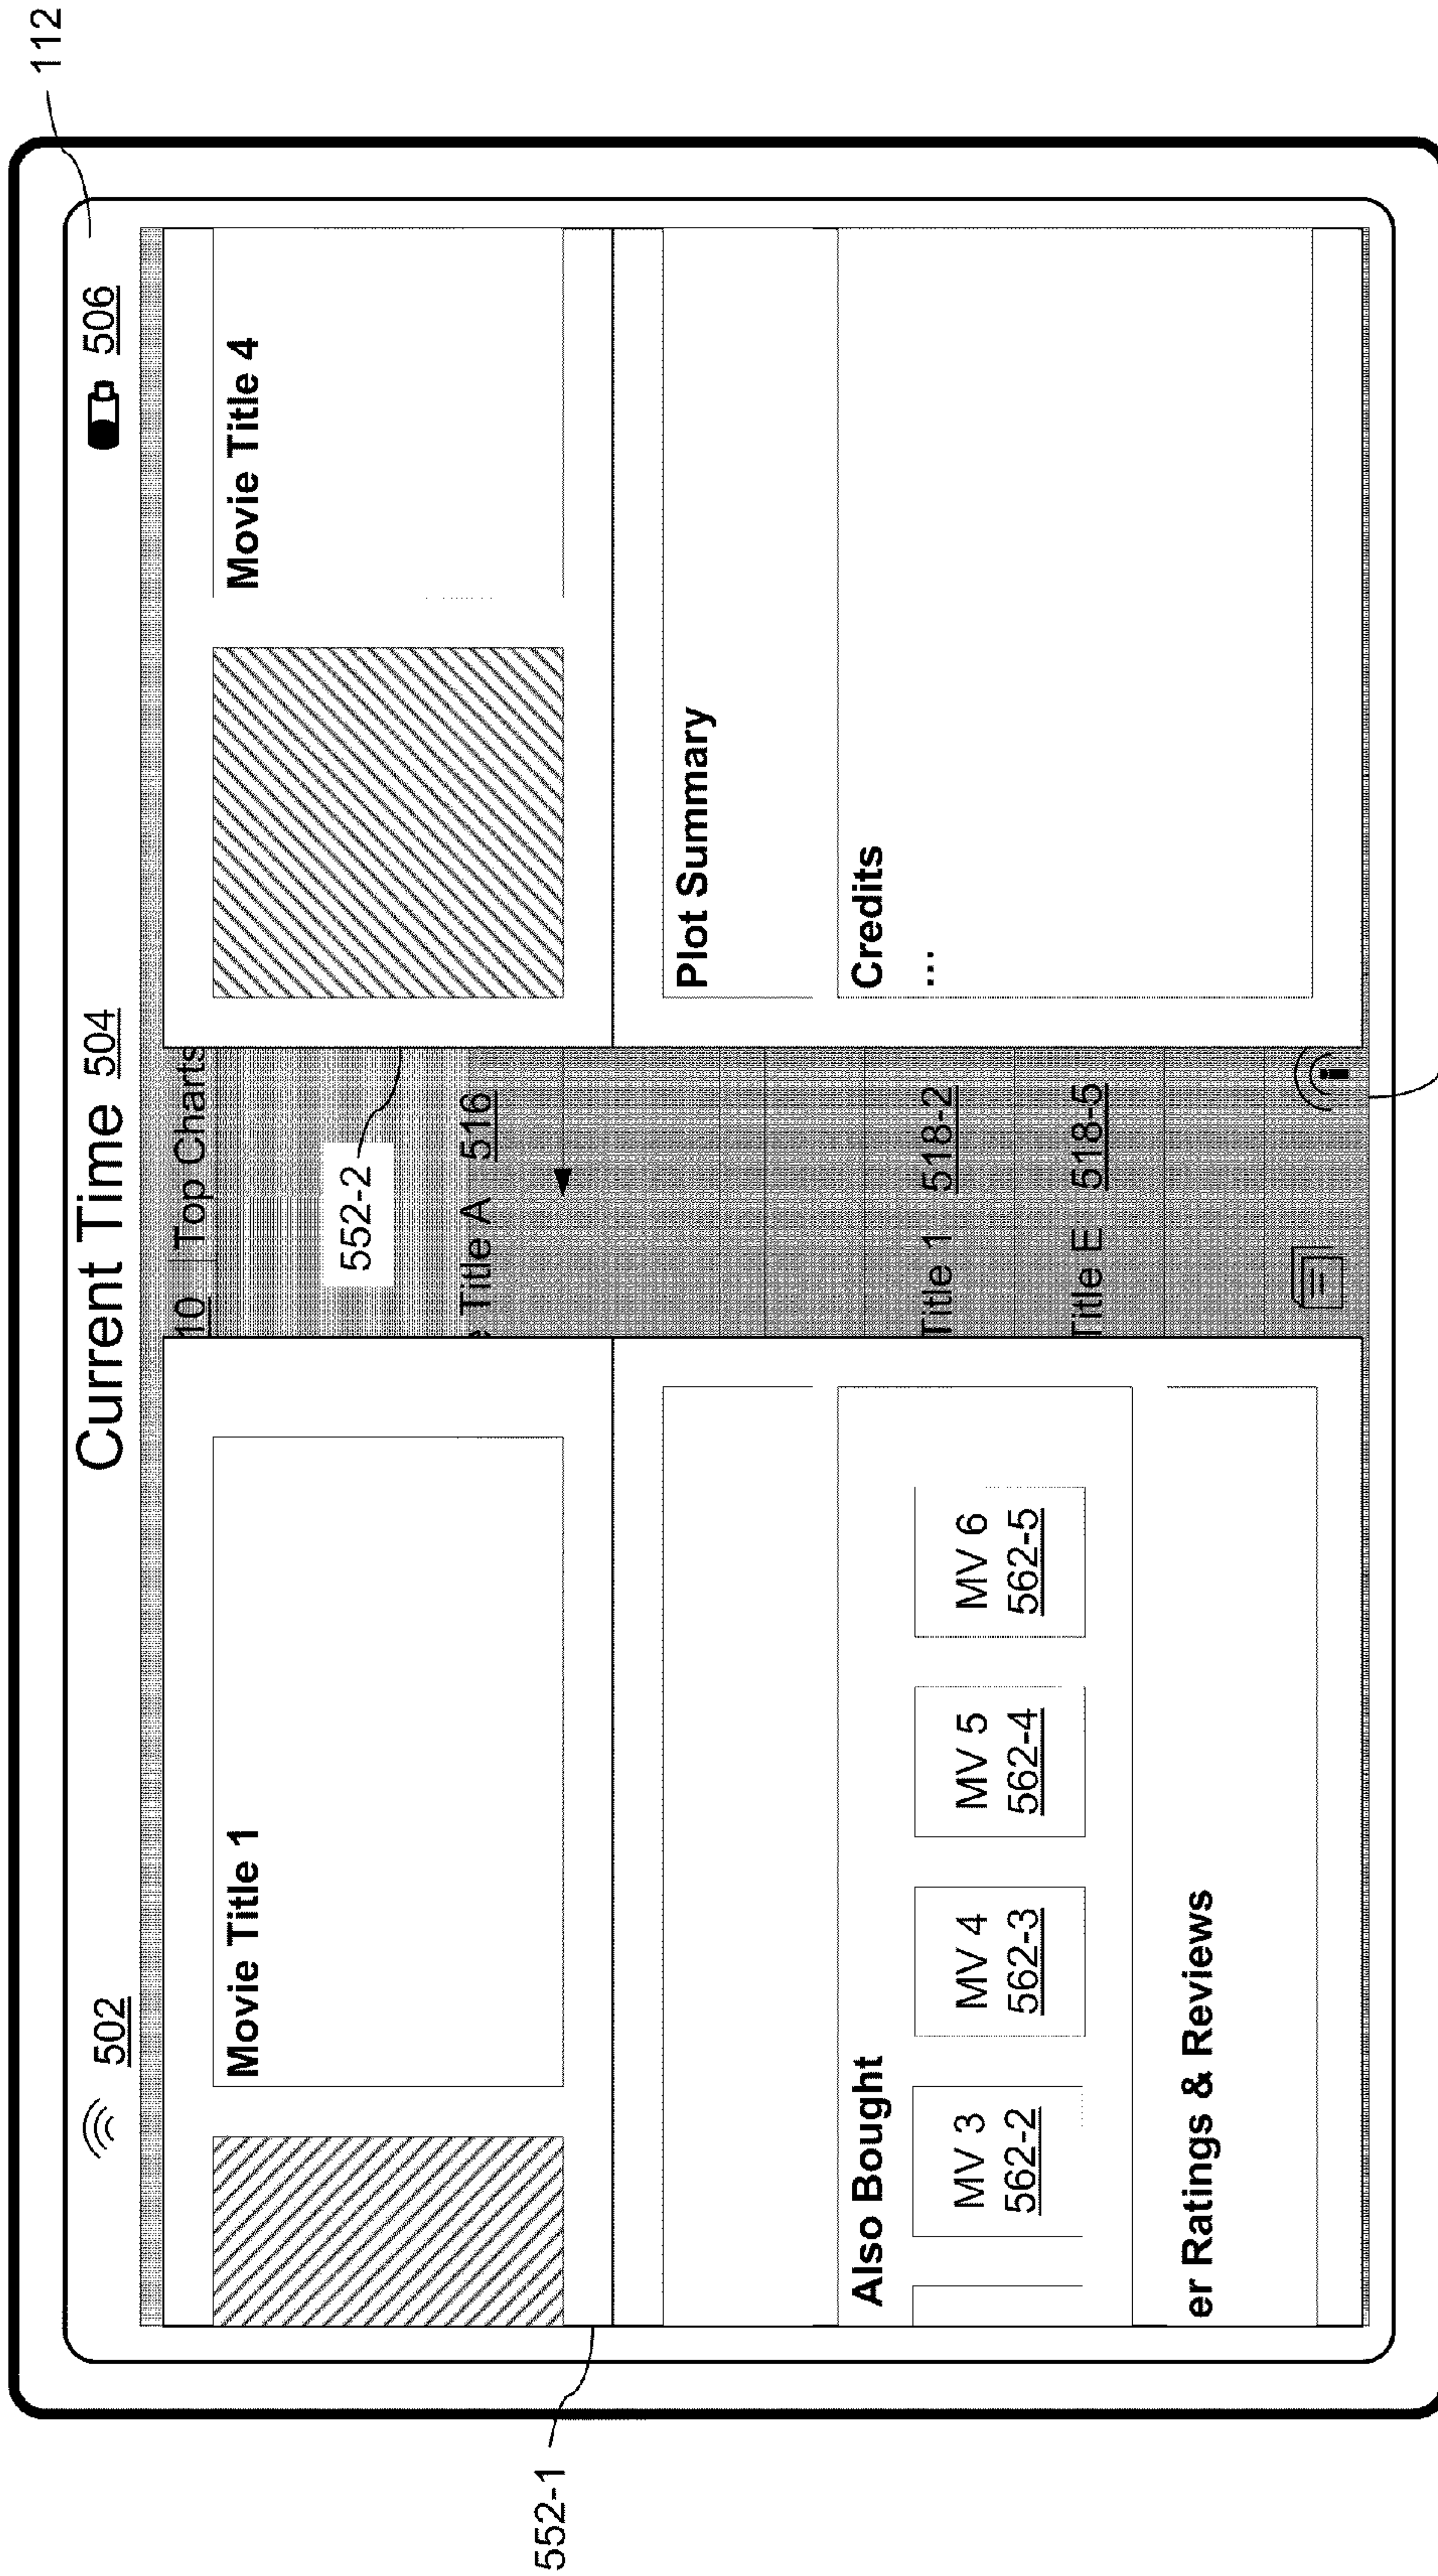 112
502
Current Time 504
506
10
Top Charts
Movie Title 1
Movie Title 4
552-2
Title A 516
552-1
Plot Summary
Also Bought
Credits
...
MV 3
562-2
MV 4
562-3
MV 5
562-4
MV 6
562-5
Title 1 518-2
Title E 518-5
er Ratings & Reviews